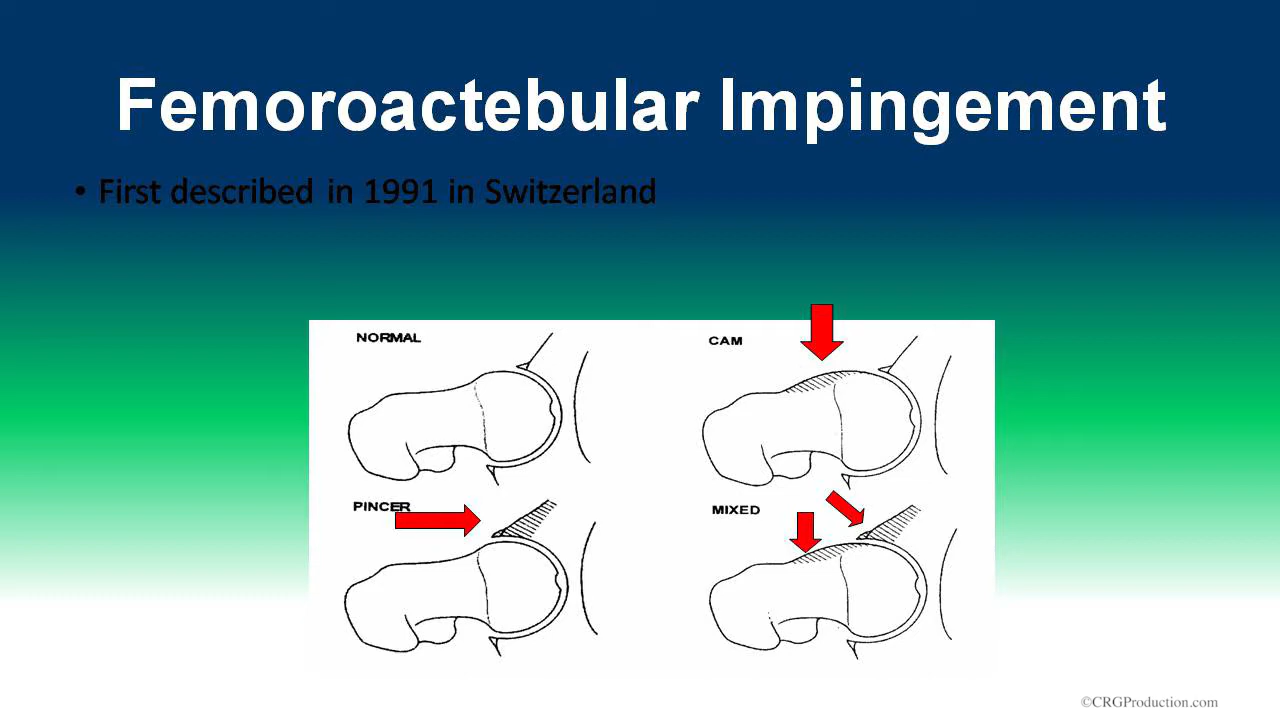 Femoroactebular Impingement
• First described in 1991 in Switzerland
NORMAL
CAM
PINCER
MIXED
©CRGProduction.com